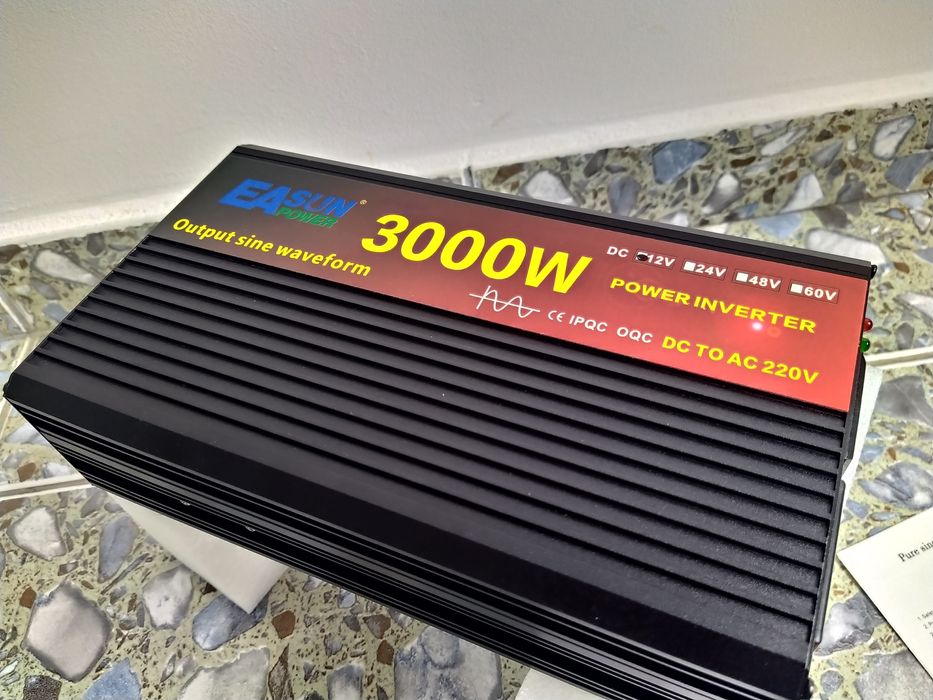 EASUN POWER®
Output sine waveform
3000W
DC 12V 24V 48V 60V
POWER INVERTER
CE IPQC OQC DC TO AC 220V
Pure